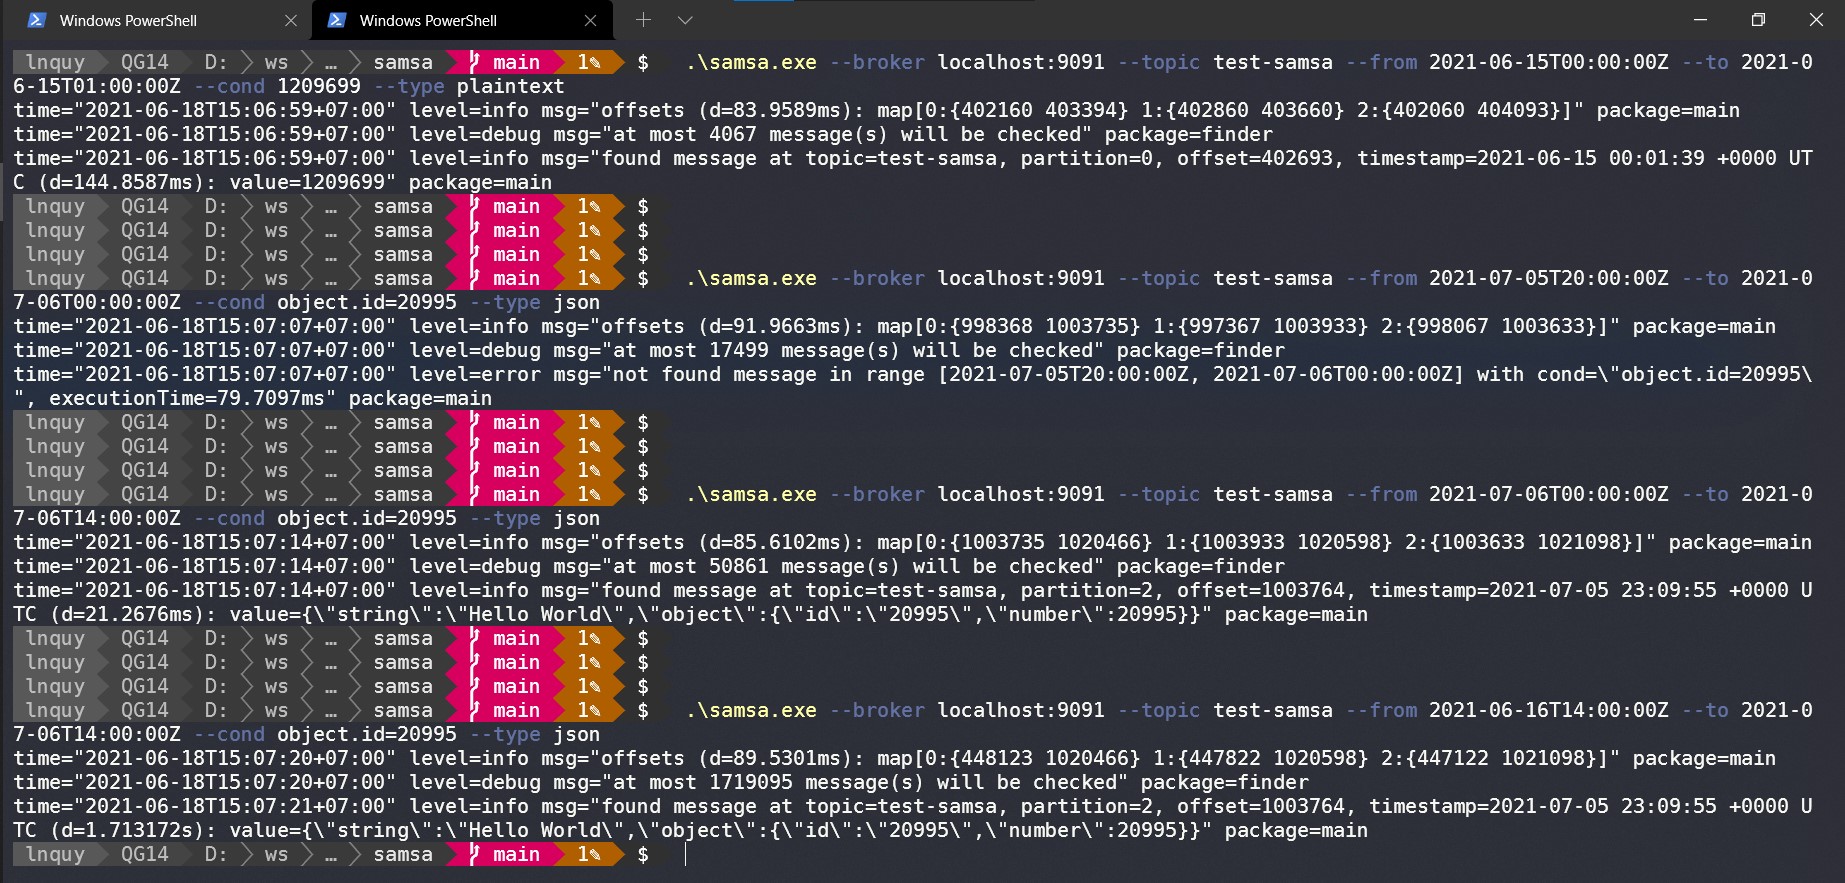 Windows PowerShell
Windows PowerShell
lnquy QG14 D: ws … samsa main 1✎ $ .\samsa.exe --broker localhost:9091 --topic test-samsa --from 2021-06-15T00:00:00Z --to 2021-0
6-15T01:00:00Z --cond 1209699 --type plaintext
time="2021-06-18T15:06:59+07:00" level=info msg="offsets (d=83.9589ms): map[0:{402160 403394} 1:{402860 403660} 2:{402060 404093}]" package=main
time="2021-06-18T15:06:59+07:00" level=debug msg="at most 4067 message(s) will be checked" package=finder
time="2021-06-18T15:06:59+07:00" level=info msg="found message at topic=test-samsa, partition=0, offset=402693, timestamp=2021-06-15 00:01:39 +0000 UT
C (d=144.8587ms): value=1209699" package=main
lnquy QG14 D: ws … samsa main 1✎ $
lnquy QG14 D: ws … samsa main 1✎ $
lnquy QG14 D: ws … samsa main 1✎ $
lnquy QG14 D: ws … samsa main 1✎ $ .\samsa.exe --broker localhost:9091 --topic test-samsa --from 2021-07-05T20:00:00Z --to 2021-0
7-06T00:00:00Z --cond object.id=20995 --type json
time="2021-06-18T15:07:07+07:00" level=info msg="offsets (d=91.9663ms): map[0:{998368 1003735} 1:{997367 1003933} 2:{998067 1003633}]" package=main
time="2021-06-18T15:07:07+07:00" level=debug msg="at most 17499 message(s) will be checked" package=finder
time="2021-06-18T15:07:07+07:00" level=error msg="not found message in range [2021-07-05T20:00:00Z, 2021-07-06T00:00:00Z] with cond=\"object.id=20995\
", executionTime=79.7097ms" package=main
lnquy QG14 D: ws … samsa main 1✎ $
lnquy QG14 D: ws … samsa main 1✎ $
lnquy QG14 D: ws … samsa main 1✎ $
lnquy QG14 D: ws … samsa main 1✎ $ .\samsa.exe --broker localhost:9091 --topic test-samsa --from 2021-07-06T00:00:00Z --to 2021-0
7-06T14:00:00Z --cond object.id=20995 --type json
time="2021-06-18T15:07:14+07:00" level=info msg="offsets (d=85.6102ms): map[0:{1003735 1020466} 1:{1003933 1020598} 2:{1003633 1021098}]" package=main
time="2021-06-18T15:07:14+07:00" level=debug msg="at most 50861 message(s) will be checked" package=finder
time="2021-06-18T15:07:14+07:00" level=info msg="found message at topic=test-samsa, partition=2, offset=1003764, timestamp=2021-07-05 23:09:55 +0000 U
TC (d=21.2676ms): value={\"string\":\"Hello World\",\"object\":{\"id\":\"20995\",\"number\":20995}}" package=main
lnquy QG14 D: ws … samsa main 1✎ $
lnquy QG14 D: ws … samsa main 1✎ $
lnquy QG14 D: ws … samsa main 1✎ $
lnquy QG14 D: ws … samsa main 1✎ $ .\samsa.exe --broker localhost:9091 --topic test-samsa --from 2021-06-16T14:00:00Z --to 2021-0
7-06T14:00:00Z --cond object.id=20995 --type json
time="2021-06-18T15:07:20+07:00" level=info msg="offsets (d=89.5301ms): map[0:{448123 1020466} 1:{447822 1020598} 2:{447122 1021098}]" package=main
time="2021-06-18T15:07:20+07:00" level=debug msg="at most 1719095 message(s) will be checked" package=finder
time="2021-06-18T15:07:21+07:00" level=info msg="found message at topic=test-samsa, partition=2, offset=1003764, timestamp=2021-07-05 23:09:55 +0000 U
TC (d=1.713172s): value={\"string\":\"Hello World\",\"object\":{\"id\":\"20995\",\"number\":20995}}" package=main
lnquy QG14 D: ws … samsa main 1✎ $